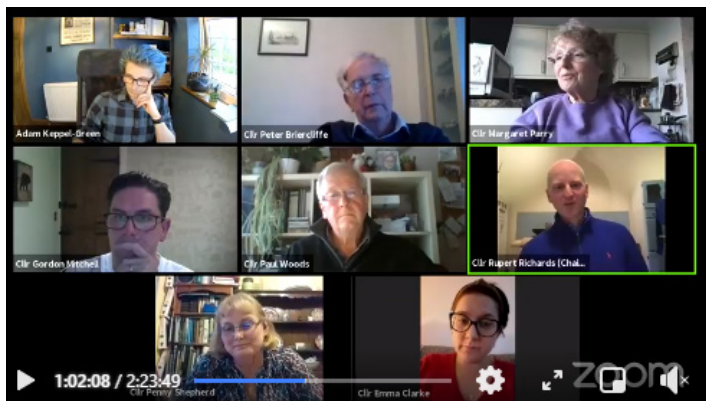 Adam Keppel-Green
Cllr Peter Briercliffe
Cllr Margaret Parry
Cllr Gordon Mitchell
Cllr Paul Woods
Cllr Rupert Richards (Chai...
1:02:08 / 2:23:49
zoom
Cllr Penny Shepherd
Cllr Emma Clarke